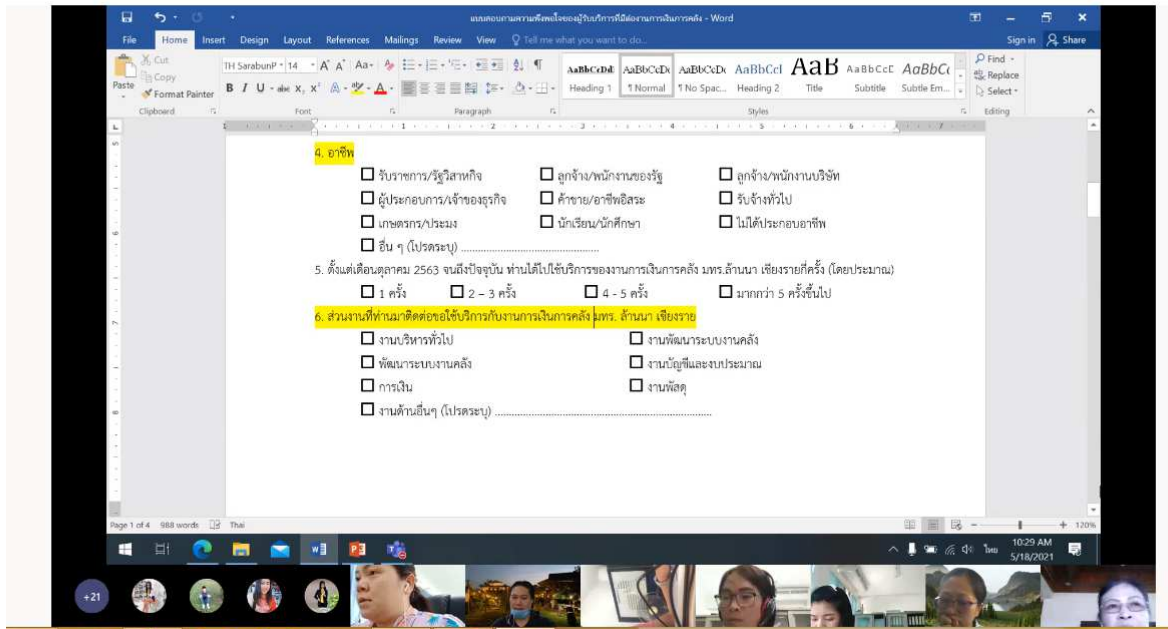 แบบสอบถามความพึงพอใจของผู้รับบริการที่มีต่องานการเงินการคลัง - Word
File Home Insert Design Layout References Mailings Review View Tell me what you want to do... Sign in Share
Cut
Copy
Paste
Format Painter
TH SarabunP 14
AaBbCcDd AaBbCcDc AaBbCcDc AaBbCcI AaB AaBbCcC AaBbCc
Heading 1 ¶ Normal ¶ No Spac... Heading 2 Title Subtitle Subtle Em...
Find
Replace
Select
Clipboard Font Paragraph Styles Editing
4. อาชีพ
รับราชการ/รัฐวิสาหกิจ ลูกจ้าง/พนักงานของรัฐ ลูกจ้าง/พนักงานบริษัท
ผู้ประกอบการ/เจ้าของธุรกิจ ค้าขาย/อาชีพอิสระ รับจ้างทั่วไป
เกษตรกร/ประมง นักเรียน/นักศึกษา ไม่ได้ประกอบอาชีพ
อื่น ๆ (โปรดระบุ) ................................................
5. ตั้งแต่เดือนตุลาคม 2563 จนถึงปัจจุบัน ท่านได้ไปใช้บริการของงานการเงินการคลัง มทร.ล้านนา เชียงรายกี่ครั้ง (โดยประมาณ)
1 ครั้ง 2 – 3 ครั้ง 4 - 5 ครั้ง มากกว่า 5 ครั้งขึ้นไป
6. ส่วนงานที่ท่านมาติดต่อขอใช้บริการกับงานการเงินการคลัง มทร. ล้านนา เชียงราย
งานบริหารทั่วไป งานพัฒนาระบบงานคลัง
พัฒนาระบบงานคลัง งานบัญชีและงบประมาณ
การเงิน งานพัสดุ
งานด้านอื่นๆ (โปรดระบุ) ................................................
Page 1 of 4 988 words Thai 120%
ไทย 10:29 AM
5/18/2021
+21